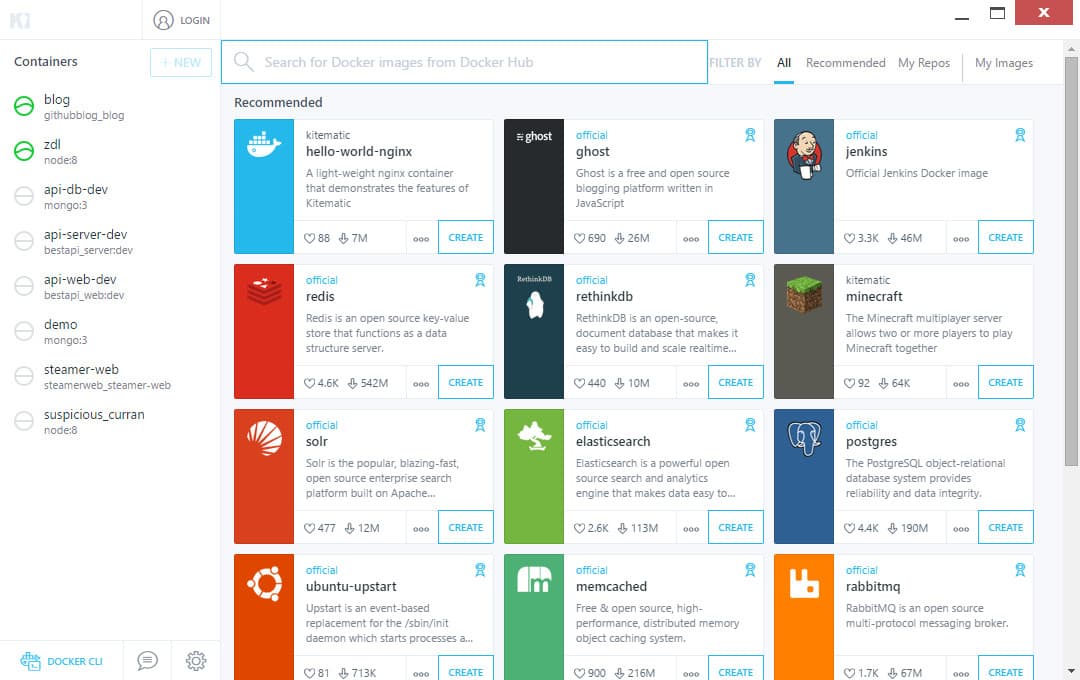 K!
LOGIN
Containers
+ NEW
blog
githubblog_blog
zdl
node:8
api-db-dev
mongo:3
api-server-dev
bestapi_server:dev
api-web-dev
bestapi_web:dev
demo
mongo:3
steamer-web
steamerweb_steamer-web
suspicious_curran
node:8
DOCKER CLI
Search for Docker images from Docker Hub
FILTER BY
All
Recommended
My Repos
My Images
Recommended
kitematic
hello-world-nginx
A light-weight nginx container
that demonstrates the features of
Kitematic
88
7M
CREATE
ghost
official
ghost
Ghost is a free and open source
blogging platform written in
JavaScript
690
26M
CREATE
official
jenkins
Official Jenkins Docker image
3.3K
46M
CREATE
official
redis
Redis is an open source key-value
store that functions as a data
structure server.
4.6K
542M
CREATE
RethinkDB
official
rethinkdb
RethinkDB is an open-source,
document database that makes it
easy to build and scale realtime...
440
10M
CREATE
kitematic
minecraft
The Minecraft multiplayer server
allows two or more players to play
Minecraft together
92
64K
CREATE
official
solr
Solr is the popular, blazing-fast,
open source enterprise search
platform built on Apache...
477
12M
CREATE
official
elasticsearch
Elasticsearch is a powerful open
source search and analytics
engine that makes data easy to...
2.6K
113M
CREATE
official
postgres
The PostgreSQL object-relational
database system provides
reliability and data integrity.
4.4K
190M
CREATE
official
ubuntu-upstart
Upstart is an event-based
replacement for the /sbin/init
daemon which starts processes a...
81
713K
CREATE
official
memcached
Free & open source, high-
performance, distributed memory
object caching system.
900
216M
CREATE
official
rabbitmq
RabbitMQ is an open source
multi-protocol messaging broker.
1.7K
67M
CREATE